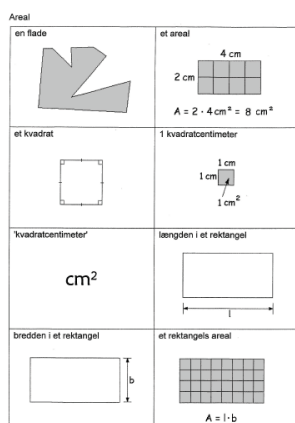 Areal
en flade
et areal
4 cm
2 cm
A = 2 · 4 cm² = 8 cm²
et kvadrat
1 kvadratcentimeter
1 cm
1 cm
1 cm²
'kvadratcentimeter'
cm²
længden i et rektangel
l
bredden i et rektangel
b
et rektangels areal
A = l·b